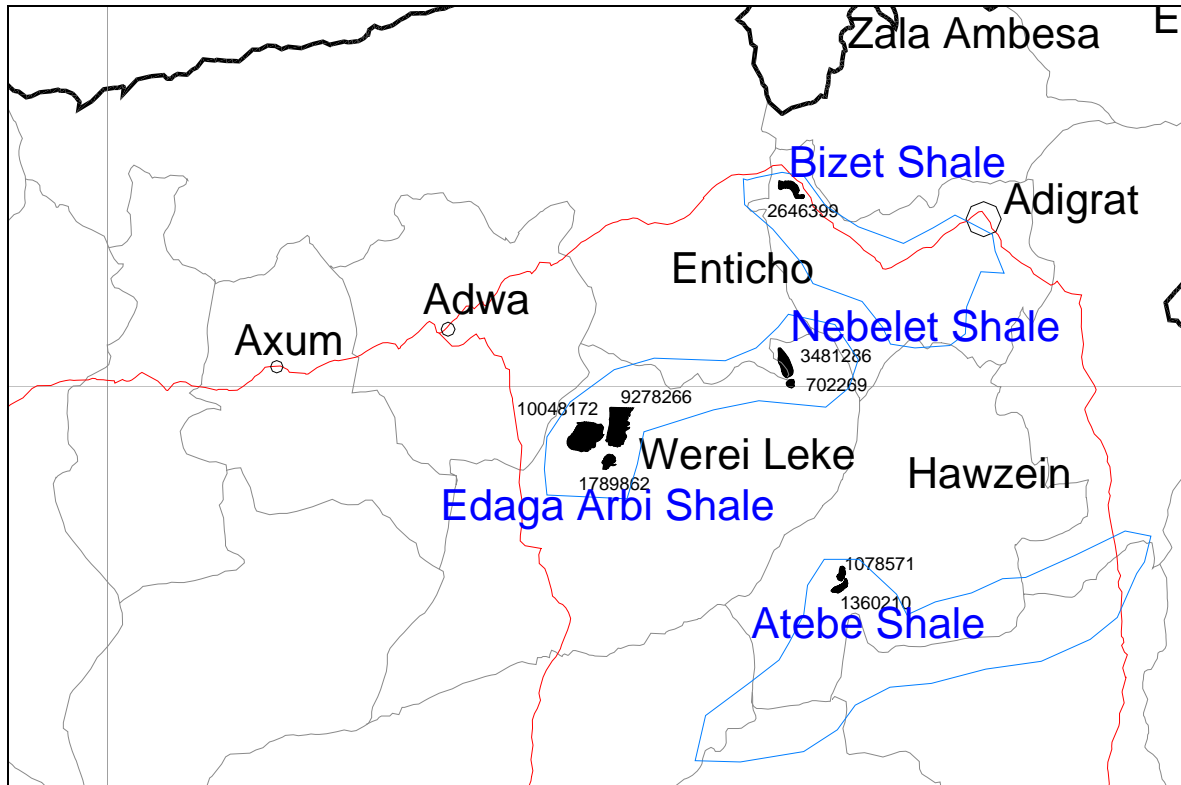 Zala Ambesa
E
Bizet Shale
Adigrat
2646399
Enticho
Adwa
Nebelet Shale
Axum
3481286
702269
9278266
10048172
Werei Leke
Hawzein
1789862
Edaga Arbi Shale
1078571
1360210
Atebe Shale